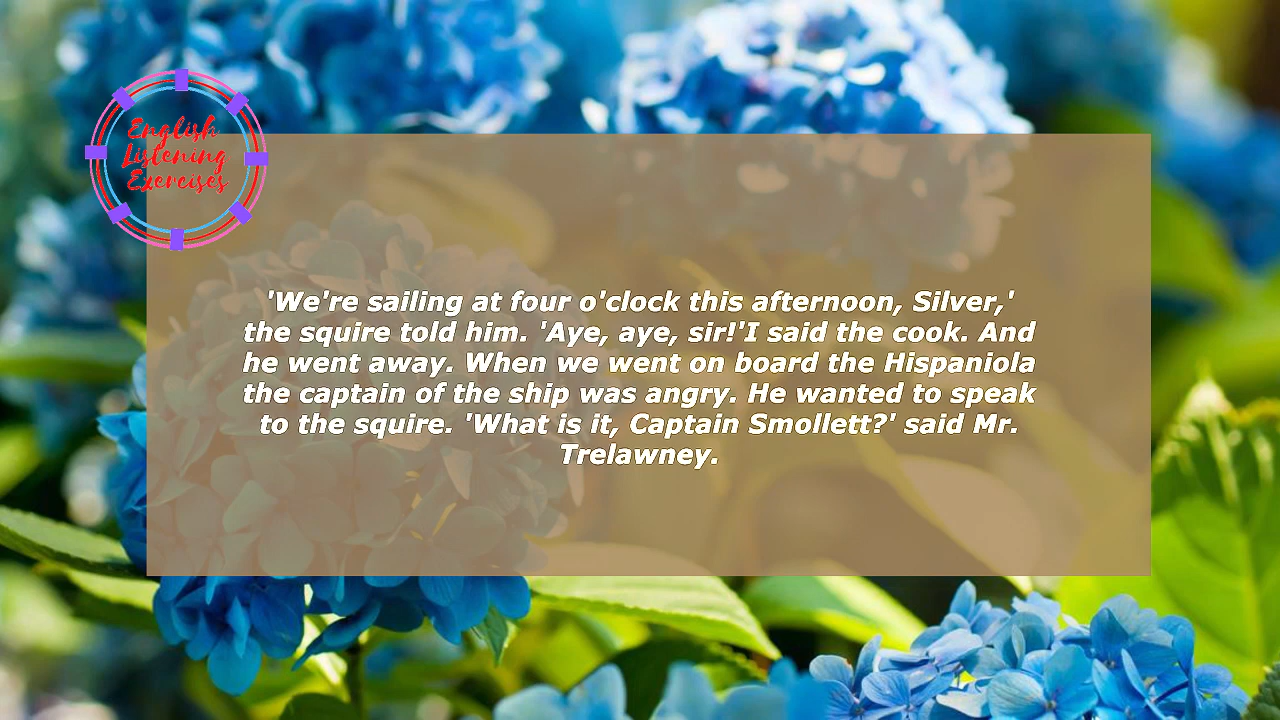 English
Listening
Exercises
'We're sailing at four o'clock this afternoon, Silver,'
the squire told him. 'Aye, aye, sir!'I said the cook. And
he went away. When we went on board the Hispaniola
the captain of the ship was angry. He wanted to speak
to the squire. 'What is it, Captain Smollett?' said Mr.
Trelawney.